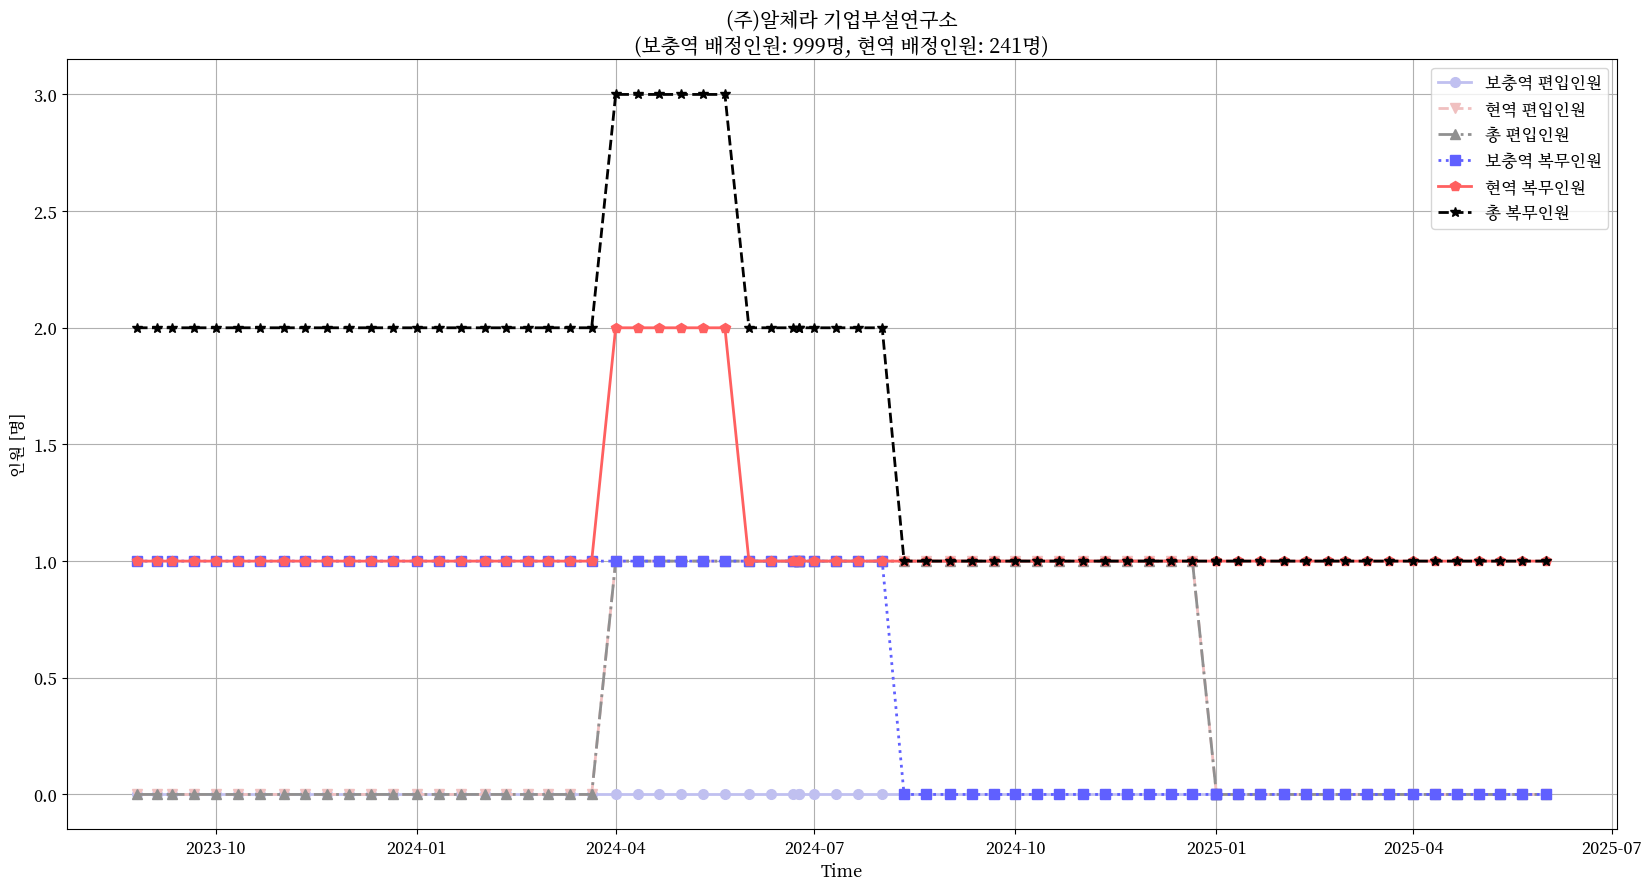 (주)알체라 기업부설연구소
(보충역 배정인원: 999명, 현역 배정인원: 241명)
보충역 편입인원
현역 편입인원
총 편입인원
보충역 복무인원
현역 복무인원
총 복무인원
3.0
2.5
2.0
1.5
1.0
0.5
0.0
인원 [명]
2023-10
2024-01
2024-04
2024-07
2024-10
2025-01
2025-04
2025-07
Time